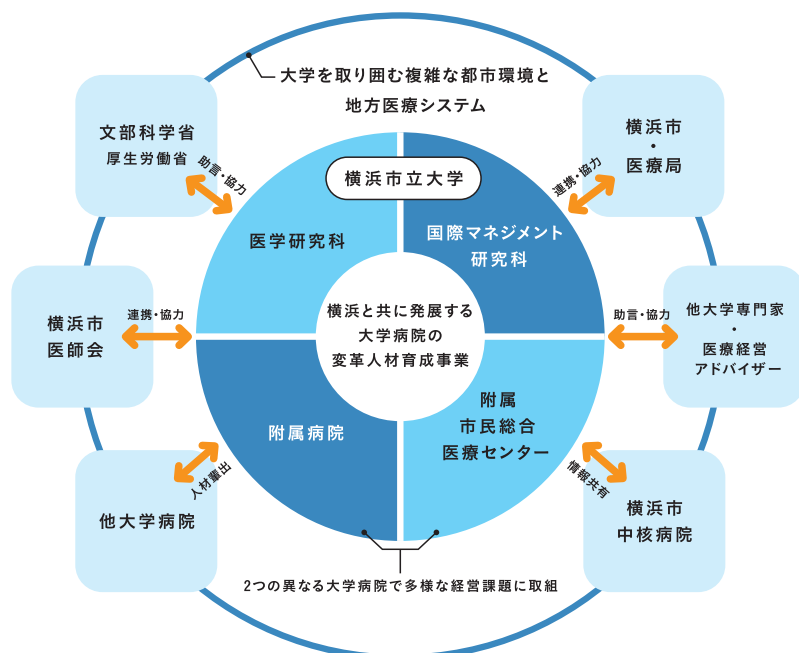 大学を取り囲む複雑な都市環境と
地方医療システム
文部科学省
厚生労働省
助言・協力
横浜市
・
医療局
連携・協力
横浜市立大学
医学研究科
国際マネジメント
研究科
横浜市
医師会
連携・協力
横浜と共に発展する
大学病院の
変革人材育成事業
助言・協力
他大学専門家
・
医療経営
アドバイザー
附属病院
附属
市民総合
医療センター
他大学病院
人材輩出
情報共有
横浜市
中核病院
2つの異なる大学病院で多様な経営課題に取組